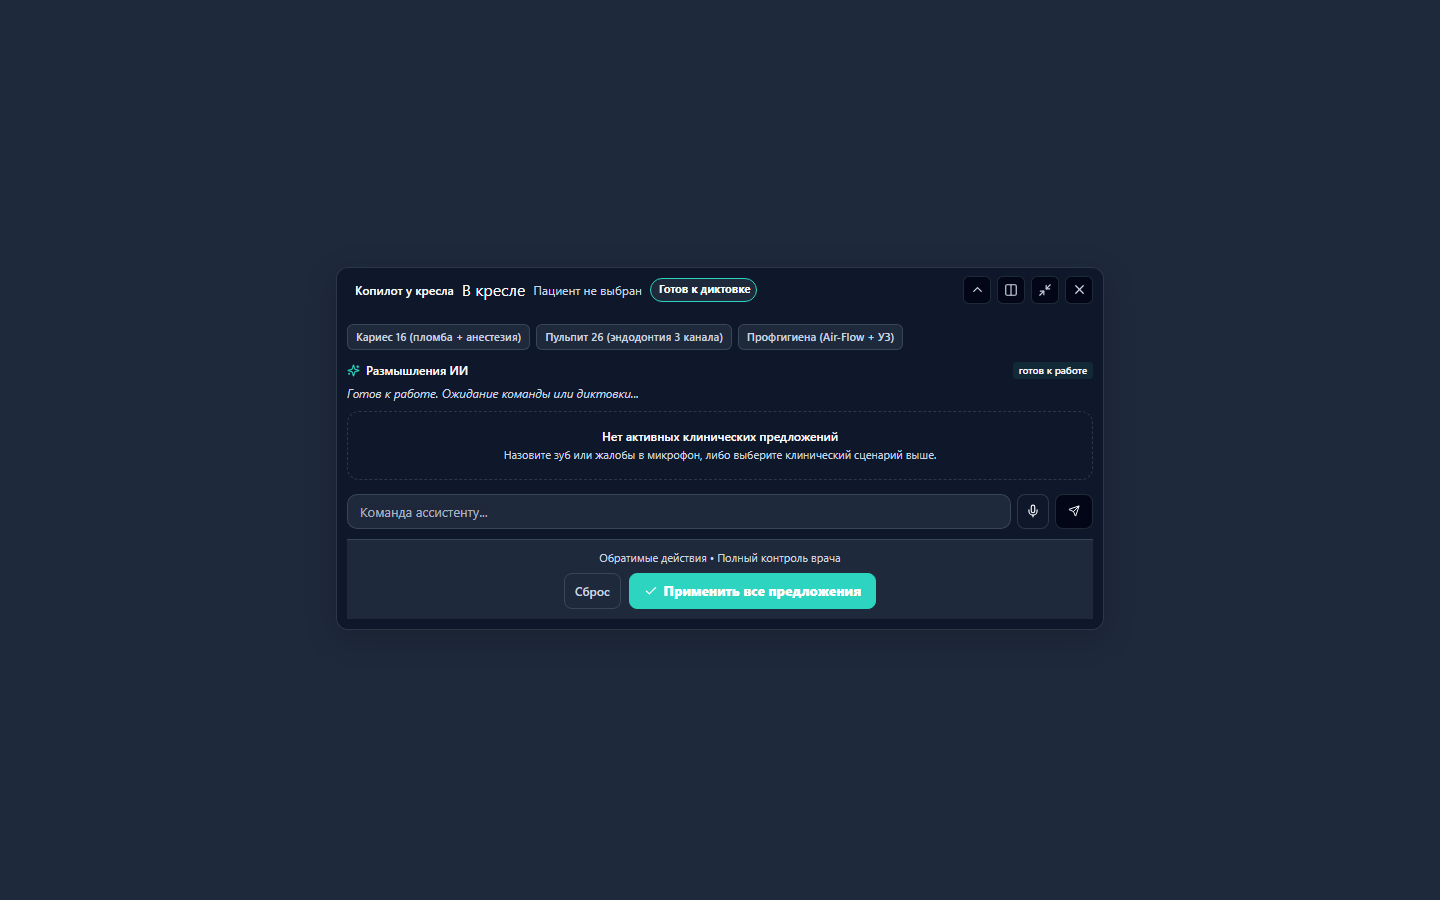 Копилот у кресла В кресле Пациент не выбран Готов к диктовке
Кариес 16 (пломба + анестезия) Пульпит 26 (эндодонтия 3 канала) Профгигиена (Air-Flow + УЗ)
Размышления ИИ готов к работе
Готов к работе. Ожидание команды или диктовки...
Нет активных клинических предложений
Назовите зуб или жалобы в микрофон, либо выберите клинический сценарий выше.
Команда ассистенту...
Обратимые действия • Полный контроль врача
Сброс Применить все предложения